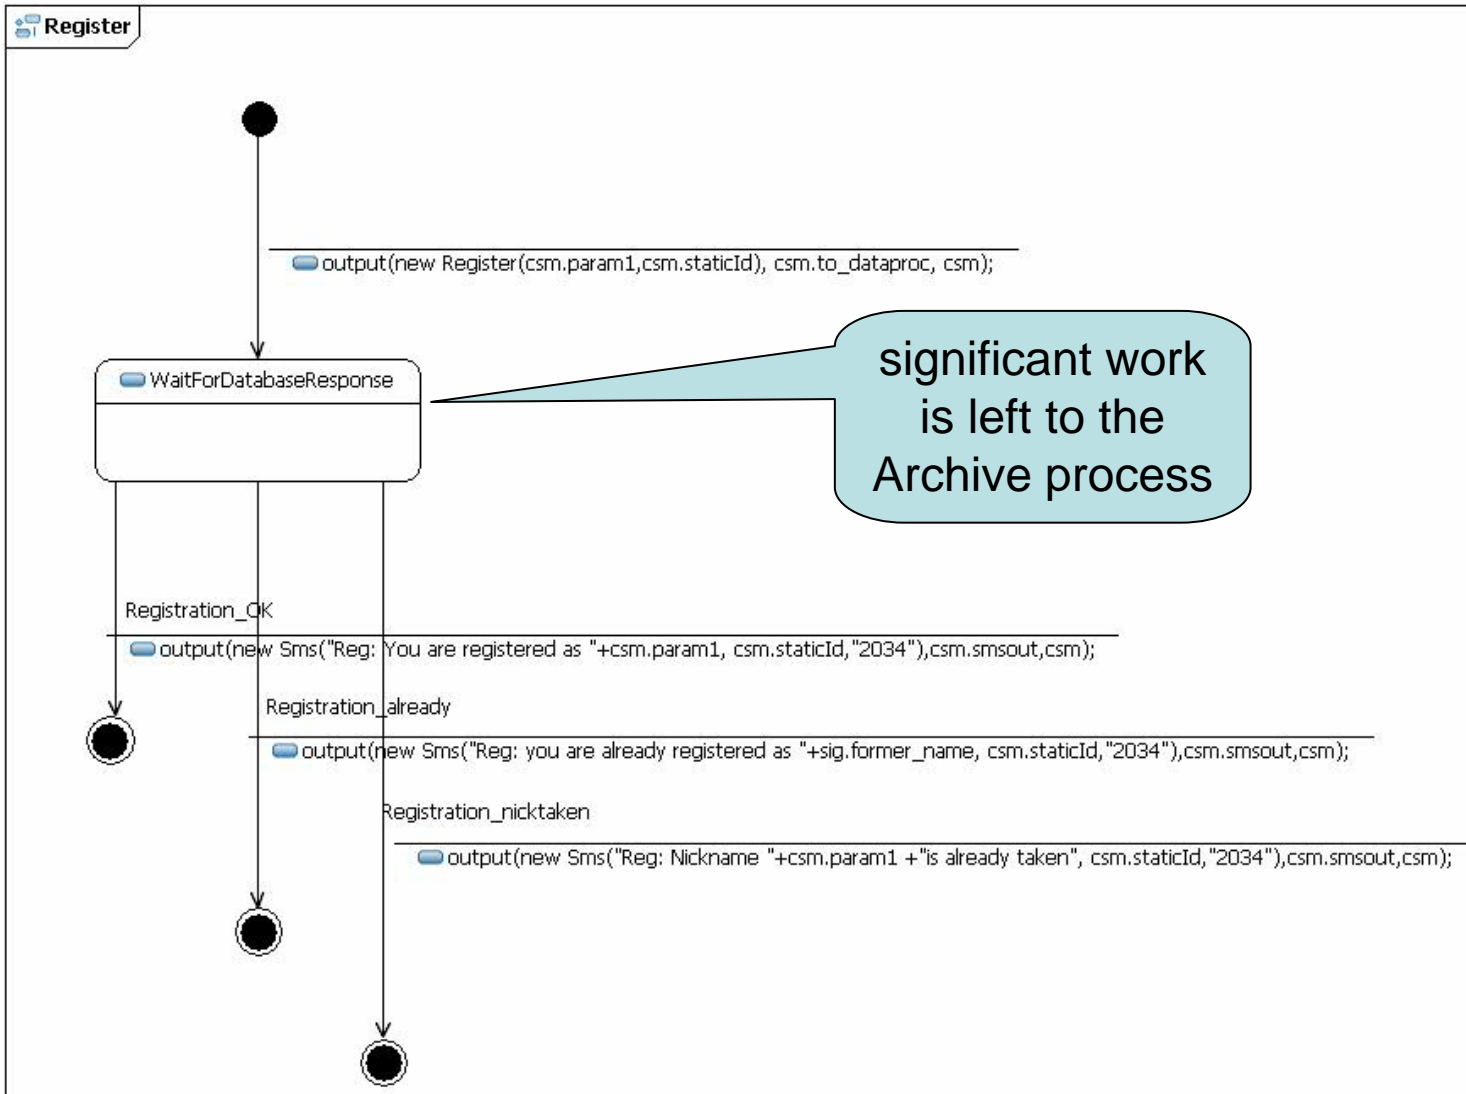 Register
output(new Register(csm.param1,csm.staticId), csm.to_dataproc, csm);
WaitForDatabaseResponse
significant work
is left to the
Archive process
Registration_OK
output(new Sms("Reg: You are registered as "+csm.param1, csm.staticId,"2034"),csm.smsout,csm);
Registration_already
output(new Sms("Reg: you are already registered as "+sig.former_name, csm.staticId,"2034"),csm.smsout,csm);
Registration_nicktaken
output(new Sms("Reg: Nickname "+csm.param1 +"is already taken", csm.staticId,"2034"),csm.smsout,csm);